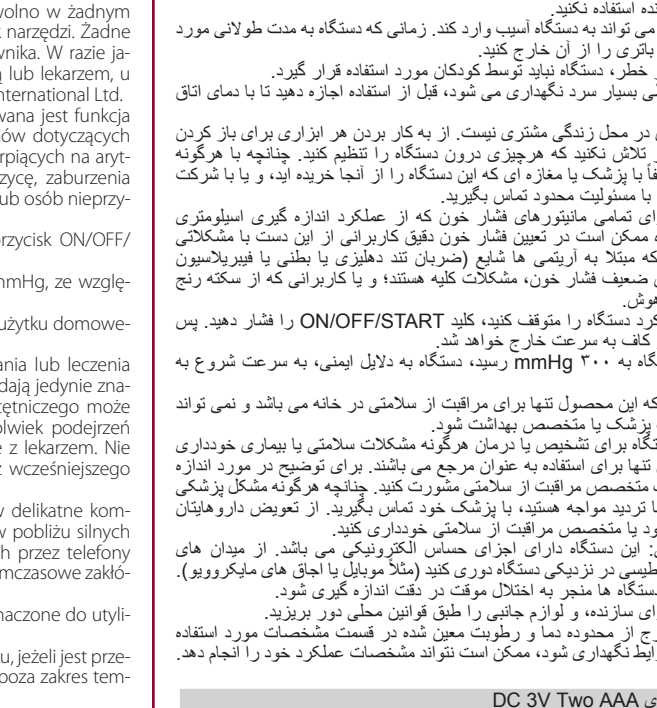 wolno w żadnym
narzędzi. Żadne
wnika. W razie ja-
lub lekarzem, u
nternational Ltd.
wana jest funkcja
ów dotyczących
rpiących na aryt-
zycę, zaburzenia
ub osób nieprzy-
rzycisk ON/OFF/
mmHg, ze wzglę-
użytku domowe-
ania lub leczenia
dają jedynie zna-
tętniczego może
olwiek podejrzeń
z lekarzem. Nie
z wcześniejszego
w delikatne kom-
w pobliżu silnych
h przez telefony
mczasowe zakłó-
naczone do utyli-
u, jeżeli jest prze-
poza zakres tem-
نده استفاده نکنید.
می تواند به دستگاه آسیب وارد کند. زمانی که دستگاه به مدت طولانی مورد
باتری را از آن خارج کنید.
خطر، دستگاه نباید توسط کودکان مورد استفاده قرار گیرد.
ی بسیار سرد نگهداری می شود، قبل از استفاده اجازه دهید تا با دمای اتاق
در محل زندگی مشتری نیست. از به کار بردن هر ابزاری برای باز کردن
تلاش نکنید که هرچیزی درون دستگاه را تنظیم کنید. چنانچه با هرگونه
فاً با پزشک یا مغازه ای که این دستگاه را از آنجا خریده اید، و یا با شرکت
با مسئولیت محدود تماس بگیرید.
ای تمامی مانیتورهای فشار خون که از عملکرد اندازه گیری اسیلومتری
ممکن است در تعیین فشار خون دقیق کاربرانی از این دست با مشکلاتی
که مبتلا به آریتمی ها شایع (ضربان تند دهلیزی یا بطنی یا فیبریلاسیون
ضعیف فشار خون، مشکلات کلیه هستند؛ و یا کاربرانی که از سکته رنج
هوش.
کرد دستگاه را متوقف کنید، کلید ON/OFF/START را فشار دهید. پس
کاف به سرعت خارج خواهد شد.
گاه به ۳۰۰ mmHg رسید، دستگاه به دلایل ایمنی، به سرعت شروع به
که این محصول تنها برای مراقبت از سلامتی در خانه می باشد و نمی تواند
پزشک یا متخصص بهداشت شود.
تگاه برای تشخیص یا درمان هرگونه مشکلات سلامتی یا بیماری خودداری
تنها برای استفاده به عنوان مرجع می باشند. برای توضیح در مورد اندازه
متخصص مراقبت از سلامتی مشورت کنید. چنانچه هرگونه مشکل پزشکی
ا تردید مواجه هستید، با پزشک خود تماس بگیرید. از تعویض داروهایتان
ود یا متخصص مراقبت از سلامتی خودداری کنید.
: این دستگاه دارای اجزای حساس الکترونیکی می باشد. از میدان های
طیسی در نزدیکی دستگاه دوری کنید (مثلاً موبایل یا اجاق های مایکروویو).
ستگاه ها منجر به اختلال موقت در دقت اندازه گیری شود.
ای سازنده، و لوازم جانبی را طبق قوانین محلی دور بریزید.
رج از محدوده دما و رطوبت معین شده در قسمت مشخصات مورد استفاده
رایط نگهداری شود، ممکن است نتواند مشخصات عملکرد خود را انجام دهد.
ی DC 3V Two AAA